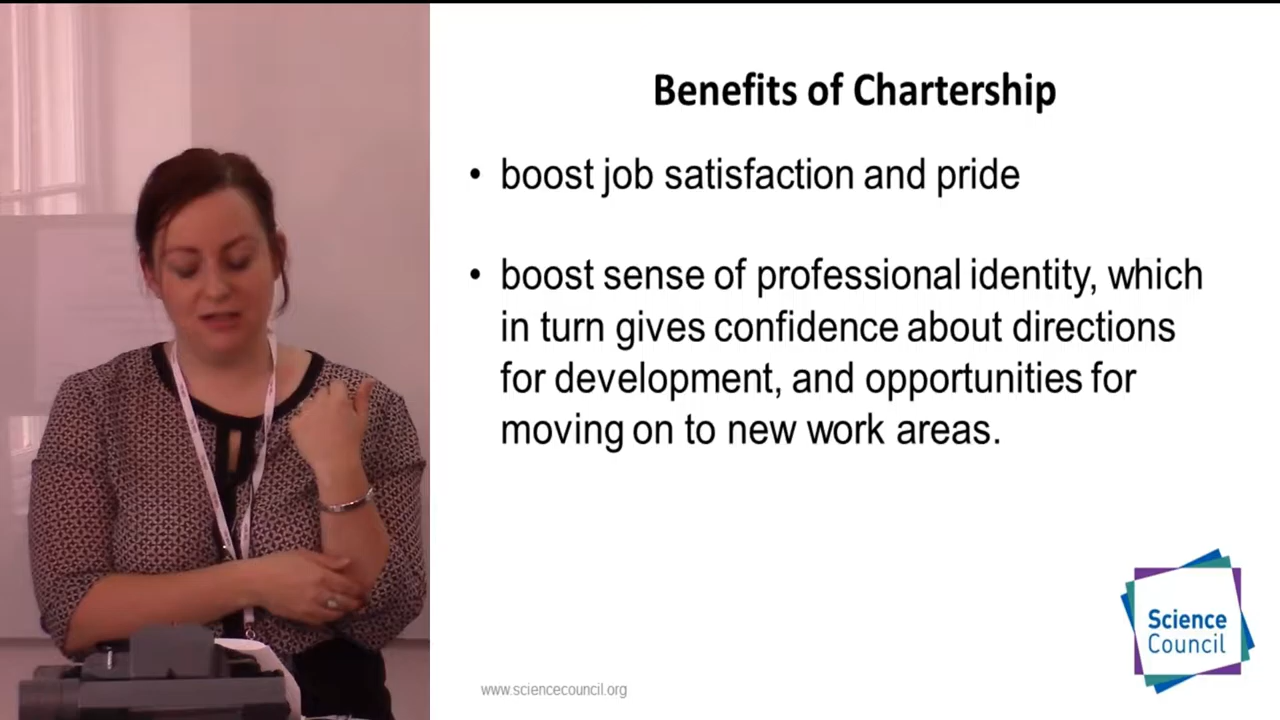 Benefits of Chartership
• boost job satisfaction and pride
• boost sense of professional identity, which
in turn gives confidence about directions
for development, and opportunities for
moving on to new work areas.
Science
Council
www.sciencecouncil.org